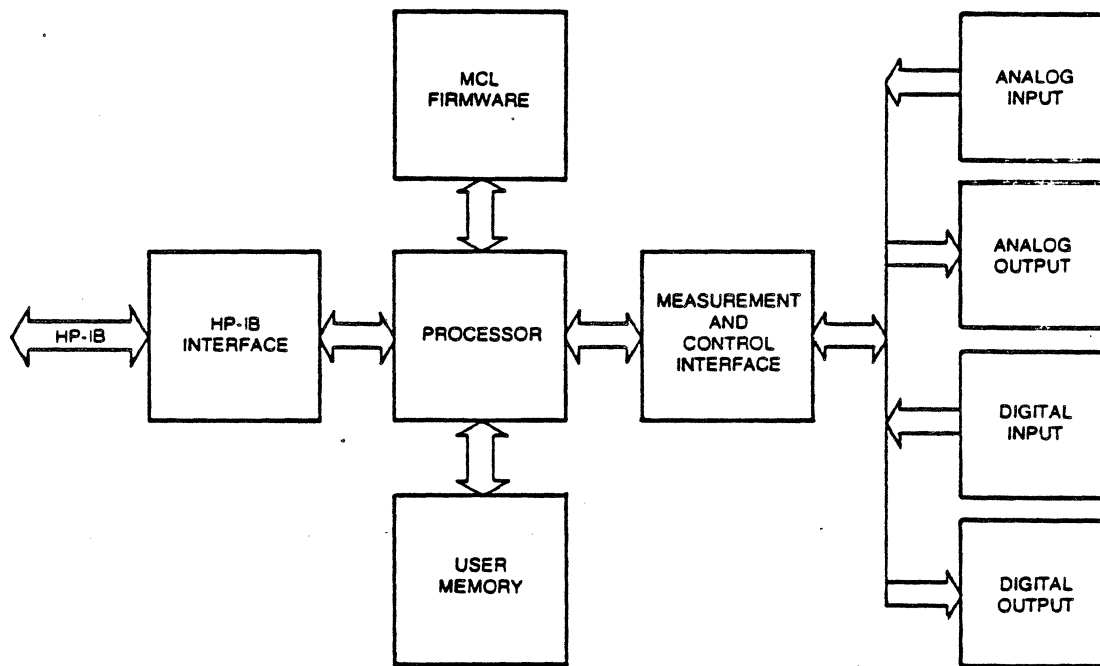 MCL
FIRMWARE
ANALOG
INPUT
ANALOG
OUTPUT
HP-IB
HP-IB
INTERFACE
PROCESSOR
MEASUREMENT
AND
CONTROL
INTERFACE
DIGITAL
INPUT
USER
MEMORY
DIGITAL
OUTPUT